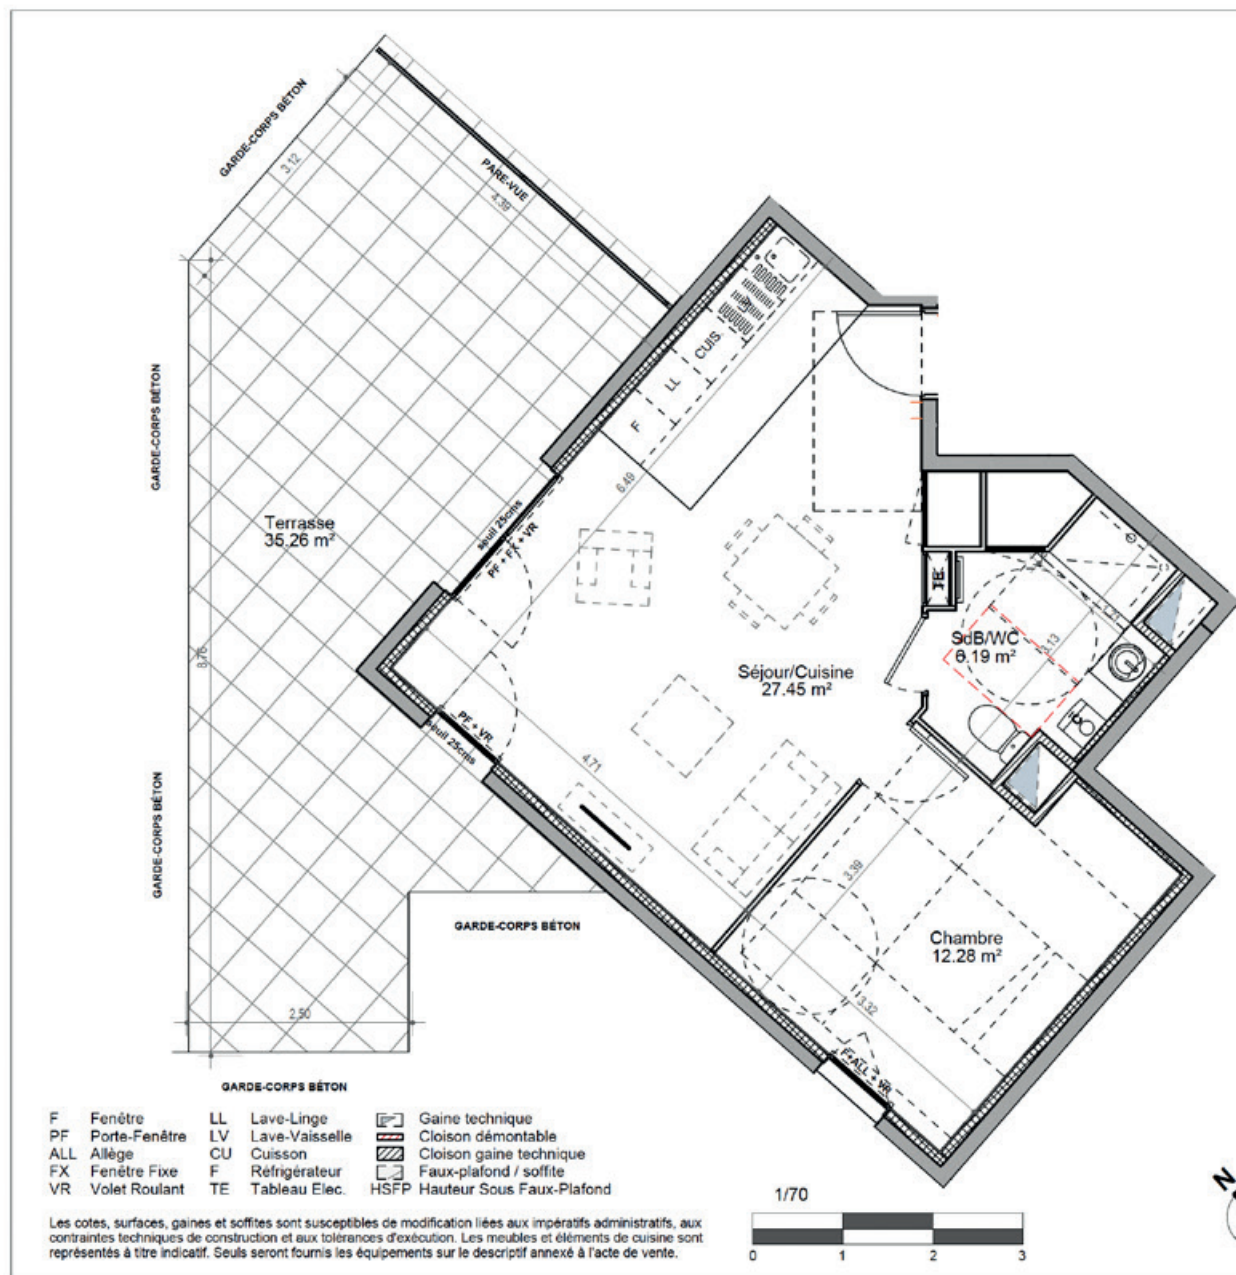 GARDE-CORPS BÉTON
3.12
PARE-VUE
4.39
GARDE-CORPS BÉTON
CUIS.
LL
F
6.49
seuil 25cms
PF + FX + VR
Terrasse
35.26 m²
TE
8.76
SdB/WC
6.19 m²
3.13
Séjour/Cuisine
27.45 m²
PF + VR
seuil 25cms
4.71
GARDE-CORPS BÉTON
3.39
GARDE-CORPS BÉTON
Chambre
12.28 m²
3.32
2.50
F+ALL + VR
GARDE-CORPS BÉTON
F Fenêtre LL Lave-Linge Gaine technique
PF Porte-Fenêtre LV Lave-Vaisselle Cloison démontable
ALL Allège CU Cuisson Cloison gaine technique
FX Fenêtre Fixe F Réfrigérateur Faux-plafond / soffite
VR Volet Roulant TE Tableau Elec. HSFP Hauteur Sous Faux-Plafond
Les cotes, surfaces, gaines et soffites sont susceptibles de modification liées aux impératifs administratifs, aux
contraintes techniques de construction et aux tolérances d'exécution. Les meubles et éléments de cuisine sont
représentés à titre indicatif. Seuls seront fournis les équipements sur le descriptif annexé à l'acte de vente.
1/70
0 1 2 3
N